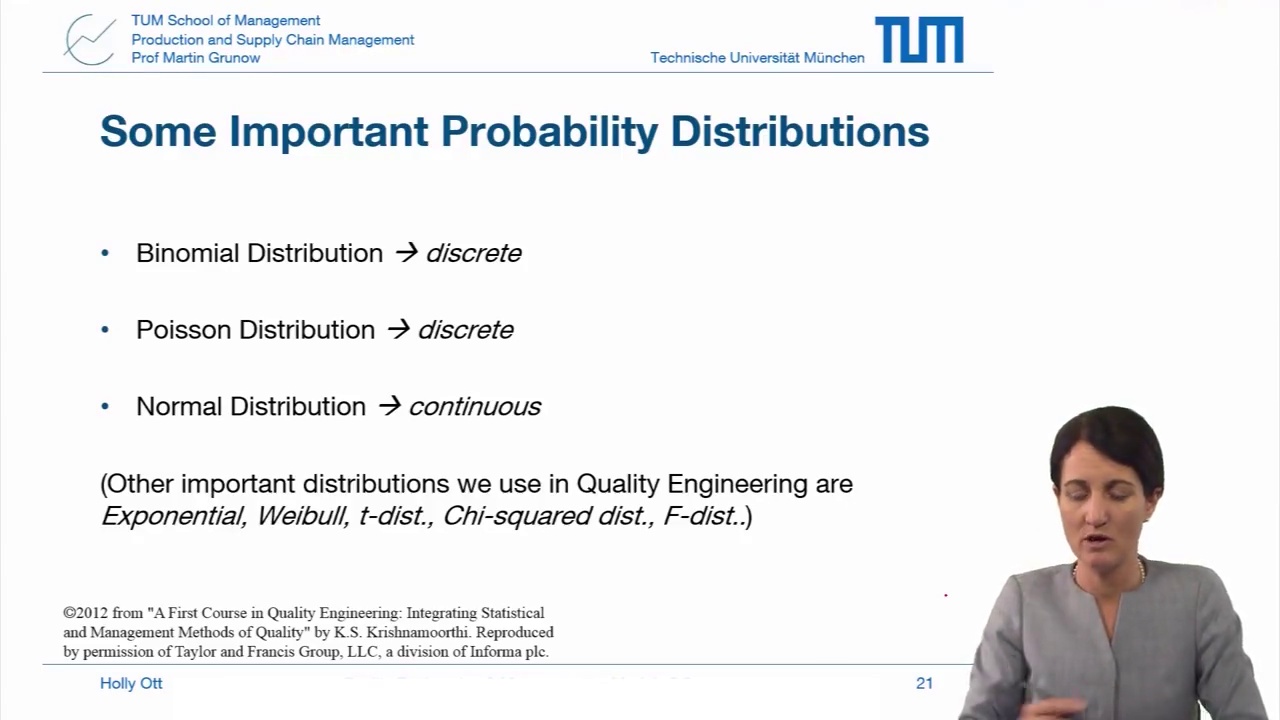 TUM School of Management
Production and Supply Chain Management
Prof Martin Grunow
Technische Universität München
TUM
Some Important Probability Distributions
• Binomial Distribution → discrete
• Poisson Distribution → discrete
• Normal Distribution → continuous
(Other important distributions we use in Quality Engineering are
Exponential, Weibull, t-dist., Chi-squared dist., F-dist..)
©2012 from "A First Course in Quality Engineering: Integrating Statistical
and Management Methods of Quality" by K.S. Krishnamoorthi. Reproduced
by permission of Taylor and Francis Group, LLC, a division of Informa plc.
Holly Ott
21